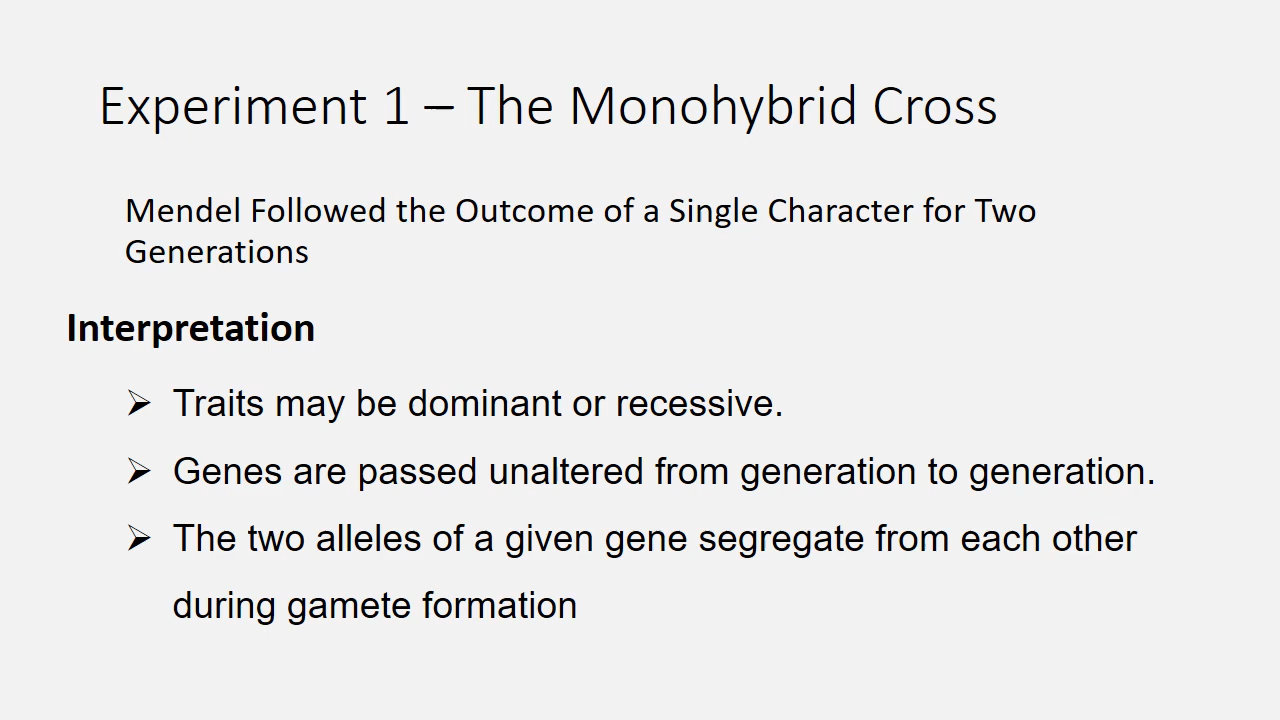 Experiment 1 – The Monohybrid Cross
Mendel Followed the Outcome of a Single Character for Two
Generations
Interpretation
➢ Traits may be dominant or recessive.
➢ Genes are passed unaltered from generation to generation.
➢ The two alleles of a given gene segregate from each other
during gamete formation